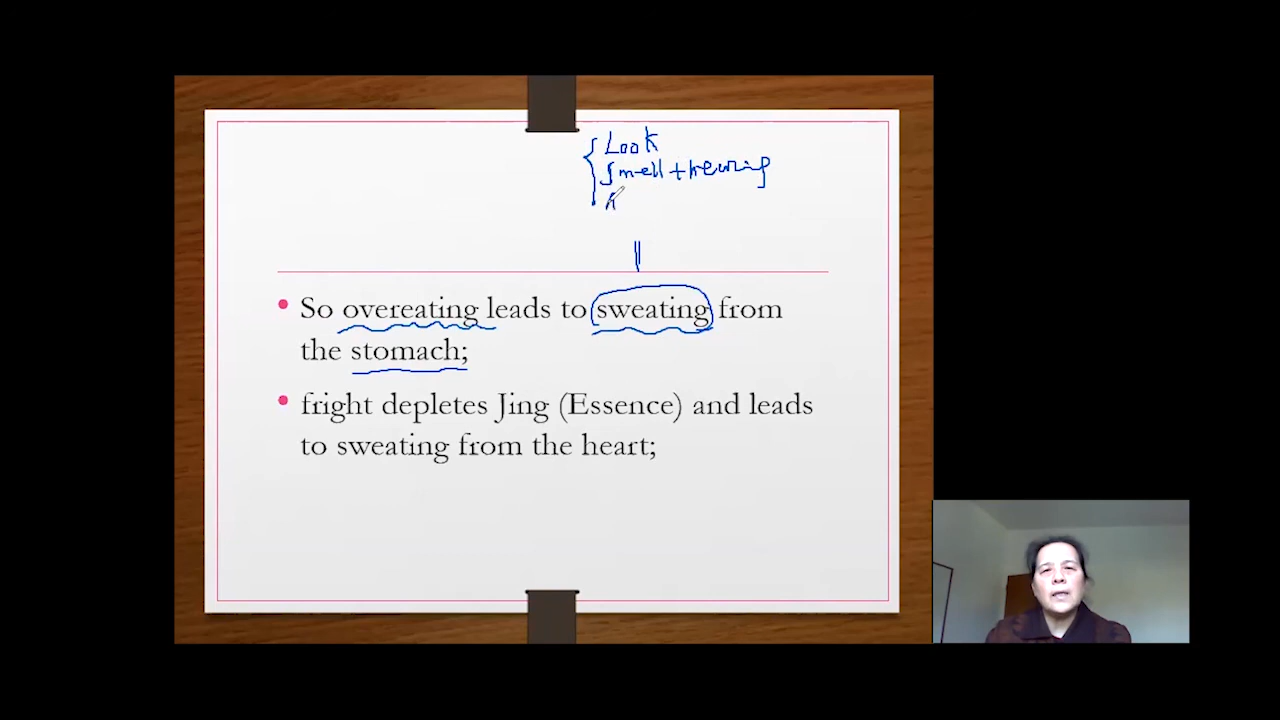 Look
Smell + hearing
• So overeating leads to sweating from
the stomach;
• fright depletes Jing (Essence) and leads
to sweating from the heart;